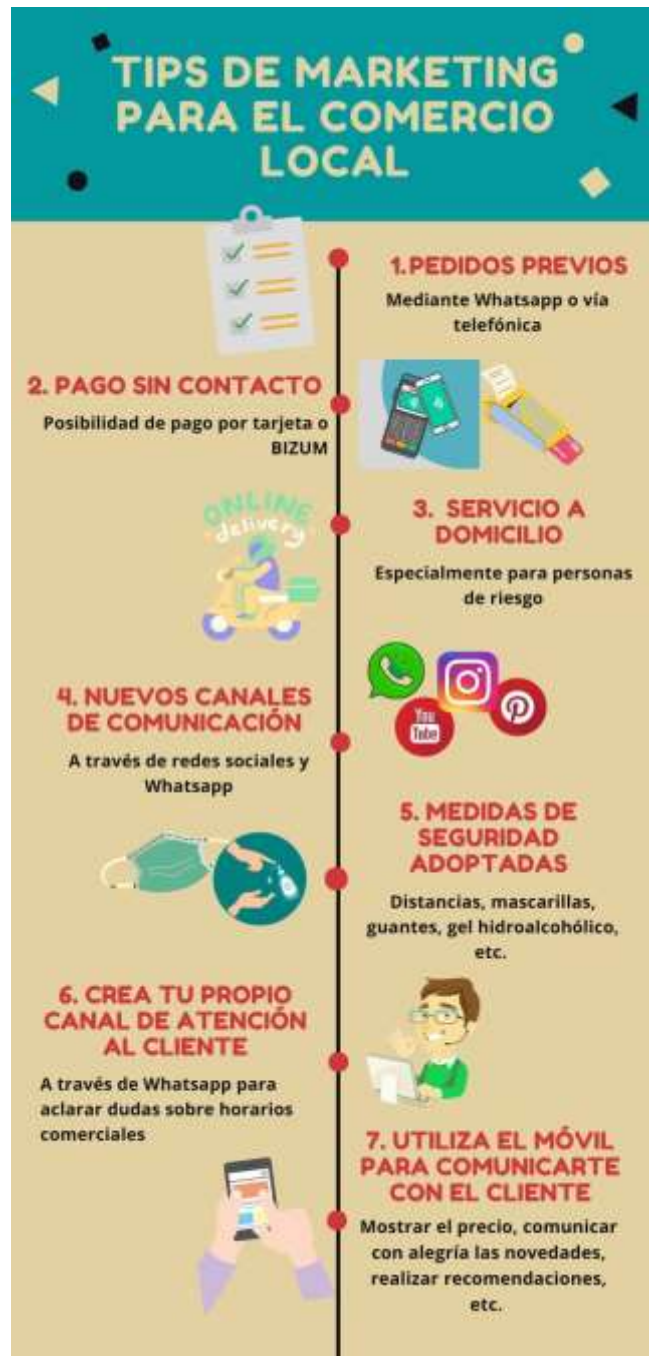 TIPS DE MARKETING
PARA EL COMERCIO
LOCAL
1.PEDIDOS PREVIOS
Mediante Whatsapp o vía
telefónica
2. PAGO SIN CONTACTO
Posibilidad de pago por tarjeta o
BIZUM
ONLINE
delivery
3. SERVICIO A
DOMICILIO
Especialmente para personas
de riesgo
You
Tube
4. NUEVOS CANALES
DE COMUNICACIÓN
A través de redes sociales y
Whatsapp
5. MEDIDAS DE
SEGURIDAD
ADOPTADAS
Distancias, mascarillas,
guantes, gel hidroalcohólico,
etc.
6. CREA TU PROPIO
CANAL DE ATENCIÓN
AL CLIENTE
A través de Whatsapp para
aclarar dudas sobre horarios
comerciales
7. UTILIZA EL MÓVIL
PARA COMUNICARTE
CON EL CLIENTE
Mostrar el precio, comunicar
con alegría las novedades,
realizar recomendaciones,
etc.